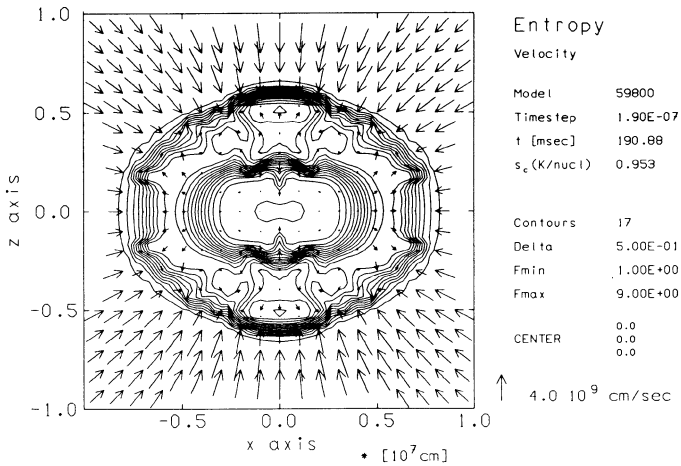 1.0
0.5
0.0
-0.5
-1.0
z axis
-0.5 0.0 0.5 1.0
x axis
* [10^7 cm]
Entropy
Velocity
Model 59800
Timestep 1.90E-07
t [msec] 190.88
s_c(K/nucl) 0.953
Contours 17
Delta 5.00E-01
Fmin 1.00E+00
Fmax 9.00E+00
0.0
CENTER 0.0
0.0
4.0 10^9 cm/sec